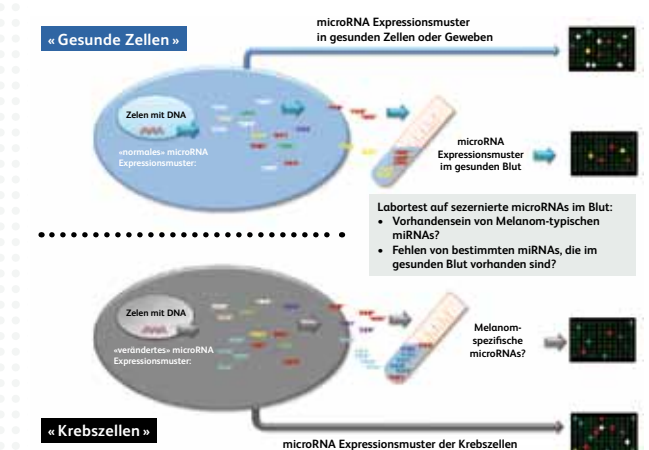 microRNA Expressionsmuster
in gesunden Zellen oder Geweben
« Gesunde Zellen »
Zelen mit DNA
«normales» microRNA
Expressionsmuster:
microRNA
Expressionsmuster
im gesunden Blut
Labortest auf sezernierte microRNAs im Blut:
• Vorhandensein von Melanom-typischen
miRNAs?
• Fehlen von bestimmten miRNAs, die im
gesunden Blut vorhanden sind?
Zelen mit DNA
«verändertes» microRNA
Expressionsmuster:
Melanom-
spezifische
microRNAs?
« Krebszellen »
microRNA Expressionsmuster der Krebszellen